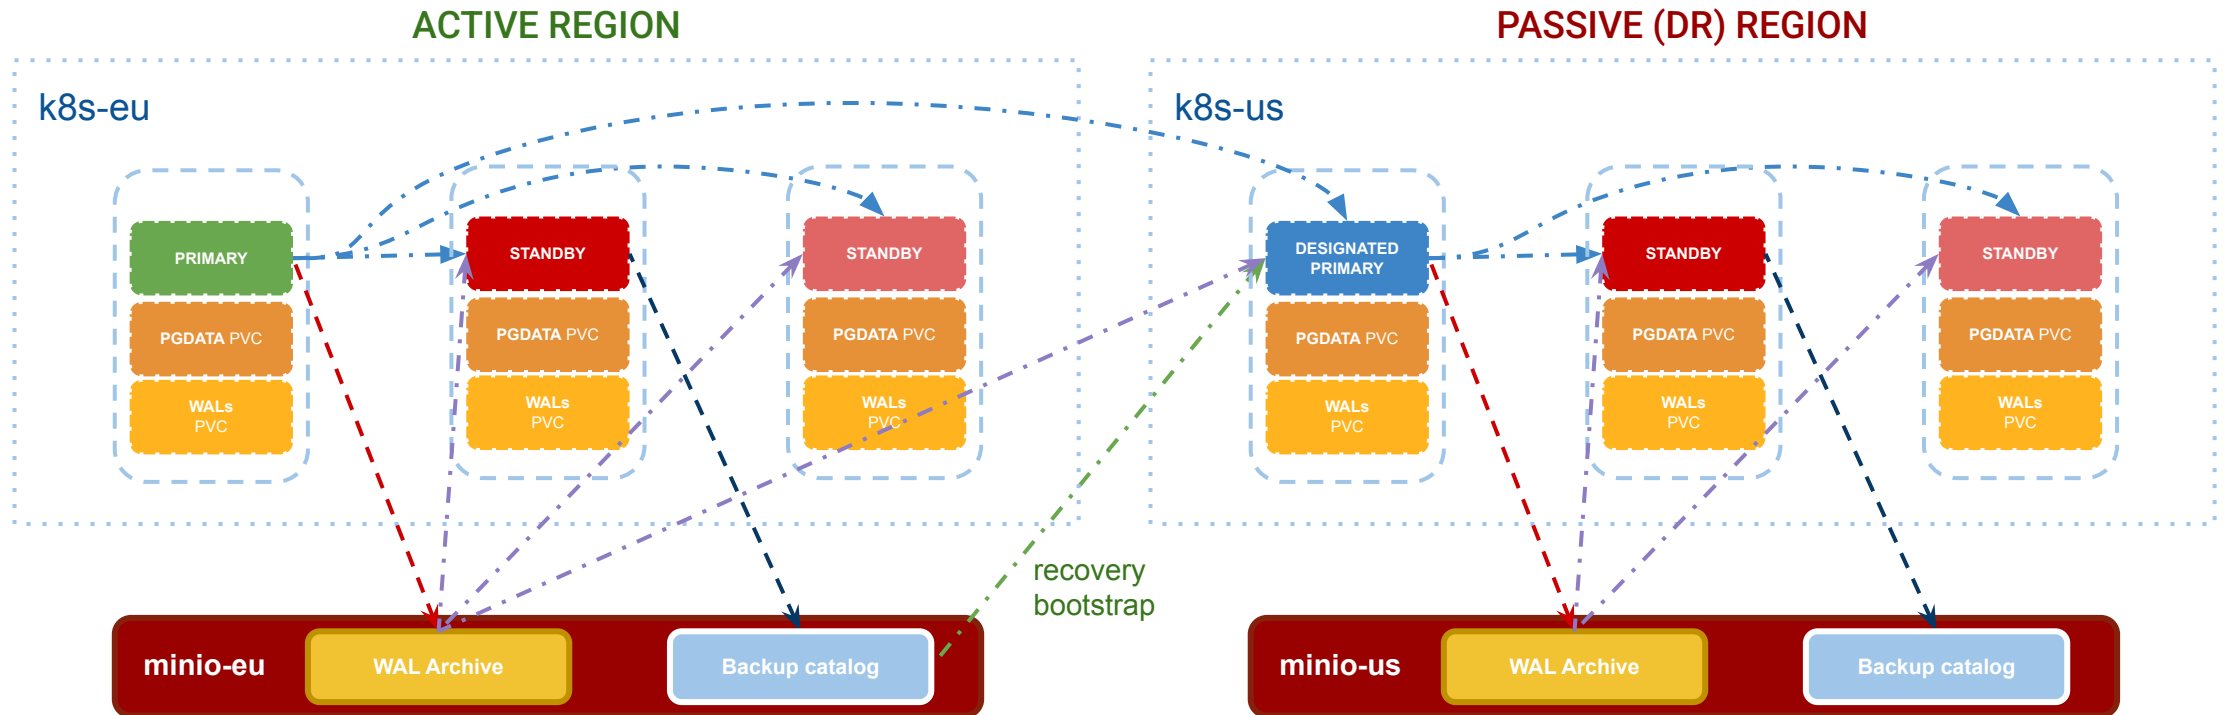 ACTIVE REGION
PASSIVE (DR) REGION
k8s-eu
k8s-us
PRIMARY
PGDATA PVC
WALs
PVC
STANDBY
PGDATA PVC
WALs
PVC
STANDBY
PGDATA PVC
WALs
PVC
DESIGNATED
PRIMARY
PGDATA PVC
WALs
PVC
STANDBY
PGDATA PVC
WALs
PVC
STANDBY
PGDATA PVC
WALs
PVC
recovery
bootstrap
minio-eu
WAL Archive
Backup catalog
minio-us
WAL Archive
Backup catalog